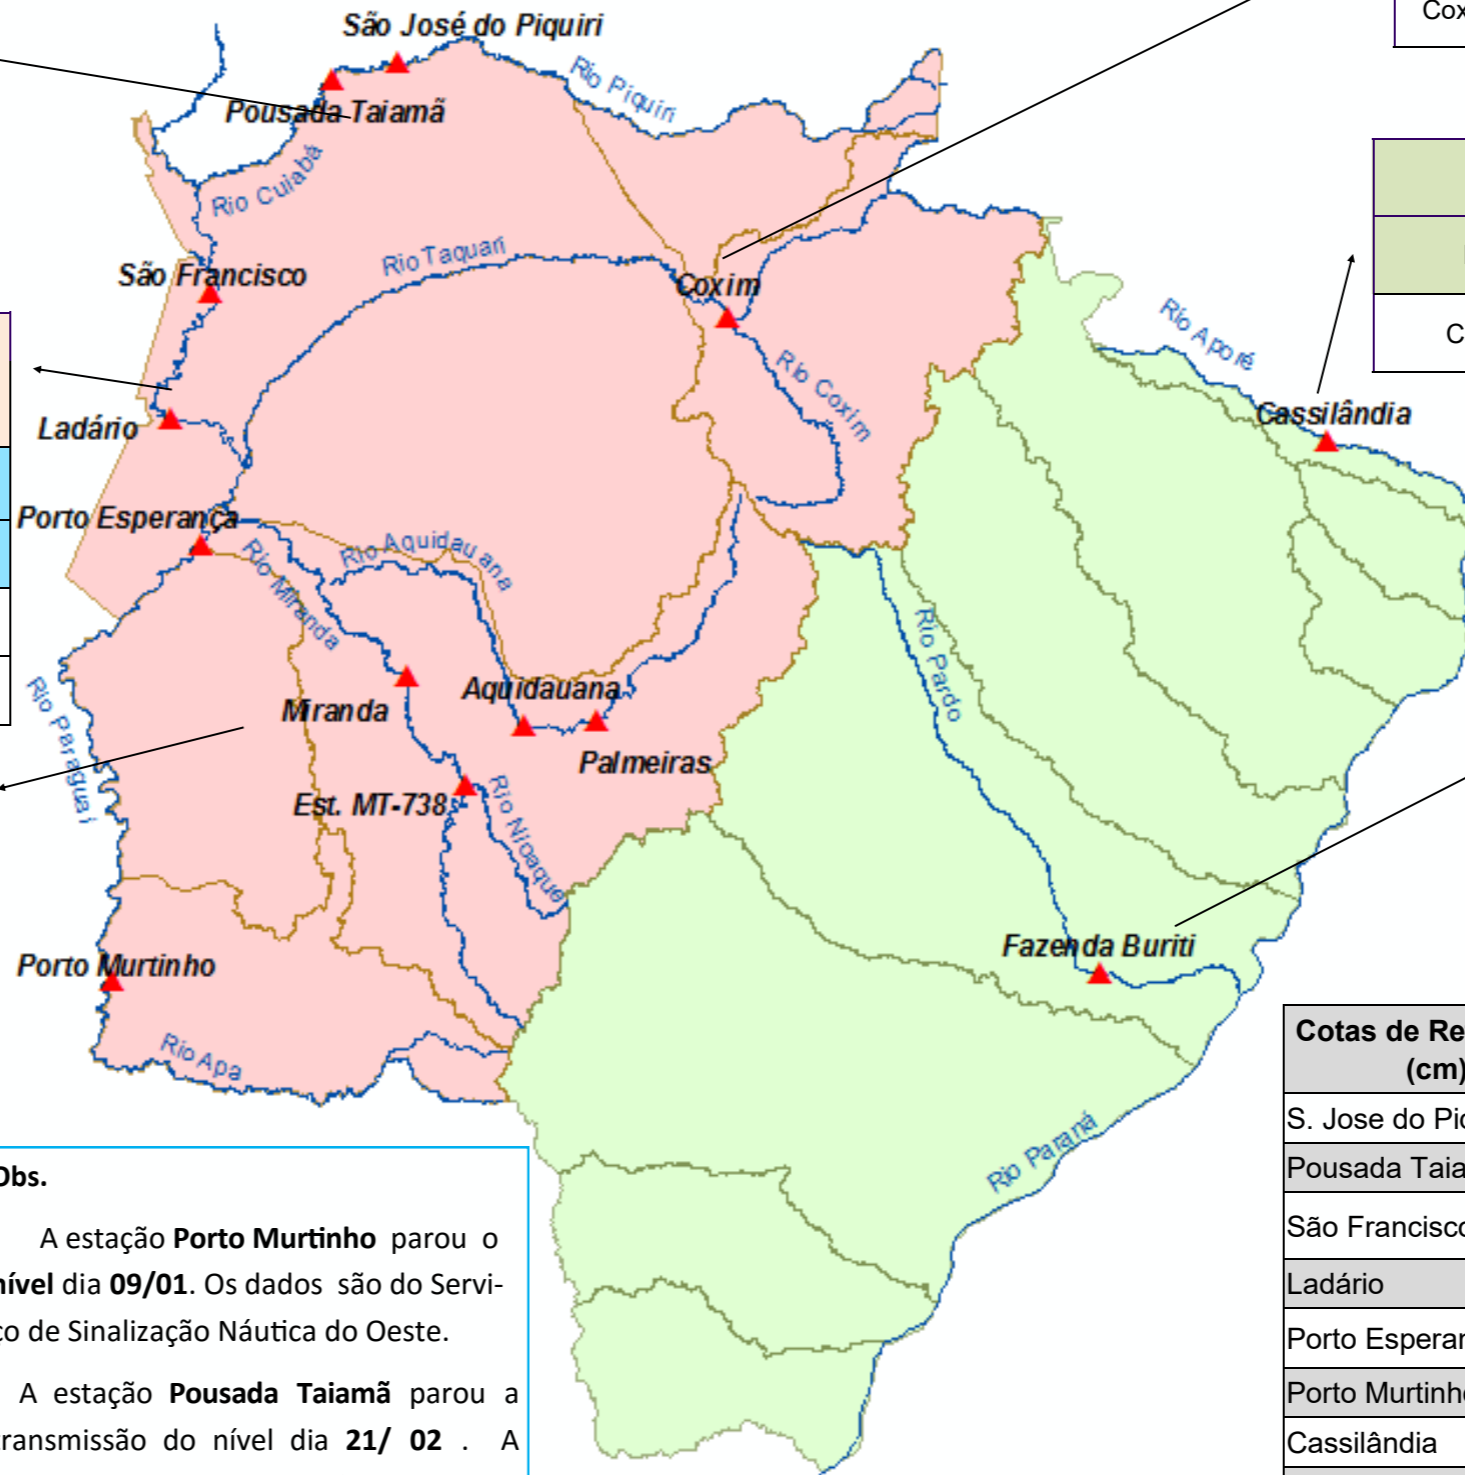 São José do Piquiri
Rio Piquiri
Pousada Taiamã
Rio Cuiabá
Rio Taquari
São Francisco
Coxim
Rio Coxim
Rio Aporé
Cassilândia
Ladário
Porto Esperança
Rio Miranda
Rio Aquidauana
Rio Pardo
Rio Paraguai
Miranda
Aquidauana
Palmeiras
Est. MT-738
Rio Nioaque
Fazenda Buriti
Porto Murtinho
Rio Apa
Rio Paraná
Obs.
A estação Porto Murtinho parou o
nível dia 09/01. Os dados são do Servi-
ço de Sinalização Náutica do Oeste.
A estação Pousada Taiamã parou a
transmissão do nível dia 21/ 02 . A
Cox
C
Cotas de Re
(cm)
S. Jose do Pi
Pousada Taia
São Francisco
Ladário
Porto Esperan
Porto Murtinho
Cassilândia